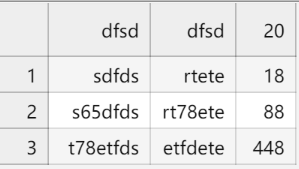 dfsd dfsd 20
1 sdfds rtete 18
2 s65dfds rt78ete 88
3 t78etfds etfdete 448